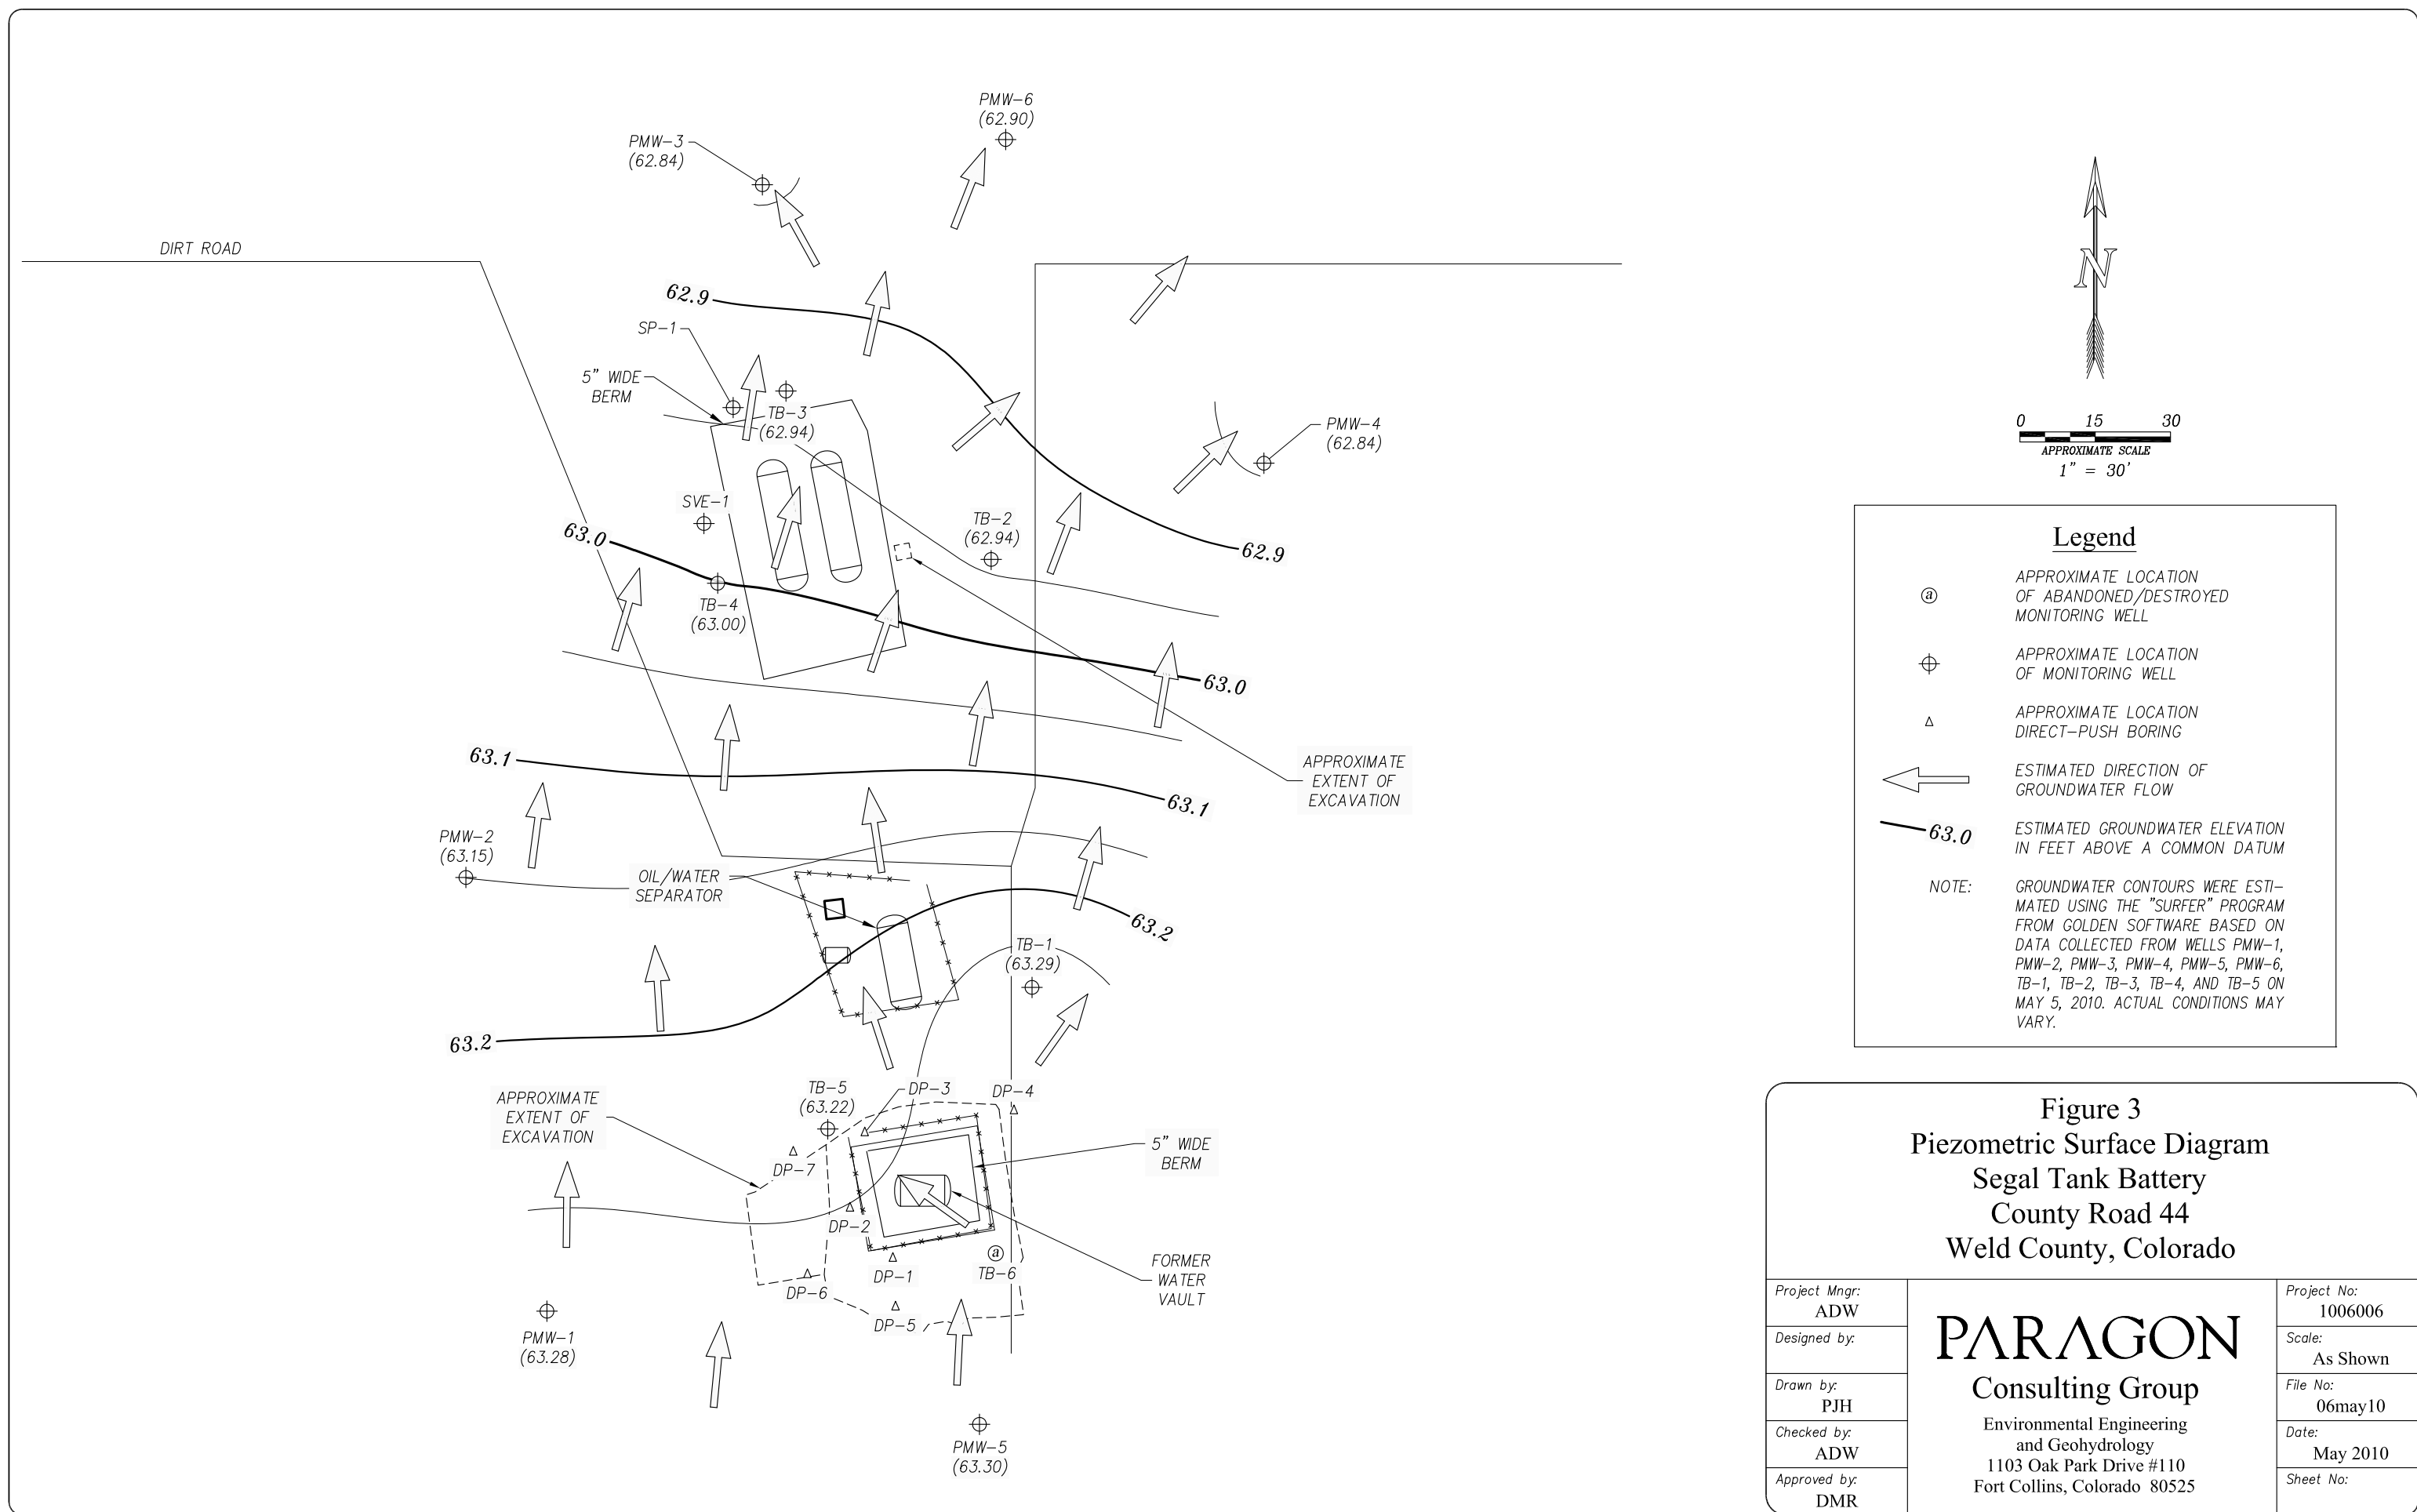 PMW-6
(62.90)
PMW-3
(62.84)
DIRT ROAD
62.9
SP-1
5" WIDE
BERM
TB-3
(62.94)
PMW-4
(62.84)
SVE-1
TB-2
(62.94)
63.0
62.9
TB-4
(63.00)
63.0
63.1
APPROXIMATE
EXTENT OF
EXCAVATION
63.1
PMW-2
(63.15)
OIL/WATER
SEPARATOR
63.2
TB-1
(63.29)
63.2
APPROXIMATE
EXTENT OF
EXCAVATION
TB-5
(63.22)
DP-3
DP-4
5" WIDE
BERM
DP-7
DP-2
a
TB-6
DP-1
DP-6
FORMER
WATER
VAULT
DP-5
PMW-1
(63.28)
PMW-5
(63.30)
N
0 15 30
APPROXIMATE SCALE
1" = 30'
Legend
a
APPROXIMATE LOCATION
OF ABANDONED/DESTROYED
MONITORING WELL
APPROXIMATE LOCATION
OF MONITORING WELL
APPROXIMATE LOCATION
DIRECT-PUSH BORING
ESTIMATED DIRECTION OF
GROUNDWATER FLOW
63.0
ESTIMATED GROUNDWATER ELEVATION
IN FEET ABOVE A COMMON DATUM
NOTE: GROUNDWATER CONTOURS WERE ESTI-
MATED USING THE "SURFER" PROGRAM
FROM GOLDEN SOFTWARE BASED ON
DATA COLLECTED FROM WELLS PMW-1,
PMW-2, PMW-3, PMW-4, PMW-5, PMW-6,
TB-1, TB-2, TB-3, TB-4, AND TB-5 ON
MAY 5, 2010. ACTUAL CONDITIONS MAY
VARY.
Figure 3
Piezometric Surface Diagram
Segal Tank Battery
County Road 44
Weld County, Colorado
Project Mngr:
ADW
Designed by:
Drawn by:
PJH
Checked by:
ADW
Approved by:
DMR
PARAGON
Consulting Group
Environmental Engineering
and Geohydrology
1103 Oak Park Drive #110
Fort Collins, Colorado 80525
Project No:
1006006
Scale:
As Shown
File No:
06may10
Date:
May 2010
Sheet No: